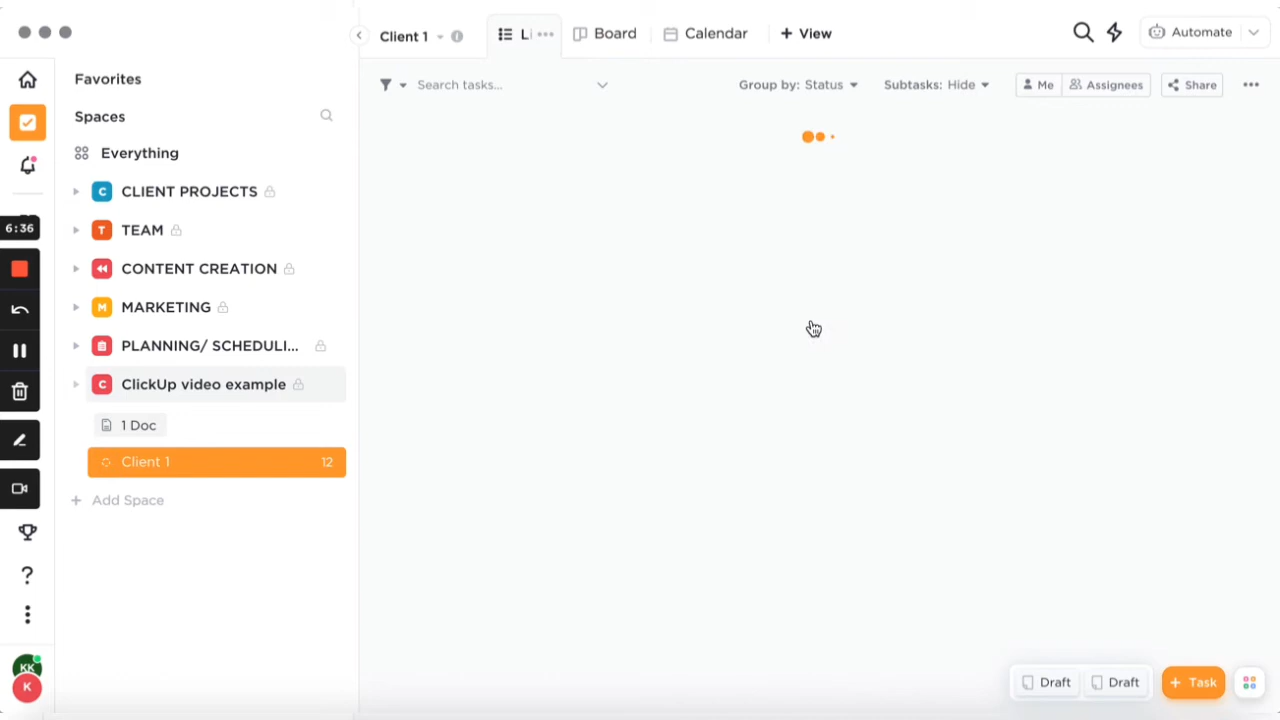 Client 1
Li
Board
Calendar
+ View
Automate
Search tasks...
Group by: Status
Subtasks: Hide
Me
Assignees
Share
Favorites
Spaces
Everything
C CLIENT PROJECTS
T TEAM
CONTENT CREATION
M MARKETING
PLANNING/ SCHEDULI...
C ClickUp video example
1 Doc
Client 1 12
+ Add Space
6:36
?
KK
K
Draft
Draft
+ Task